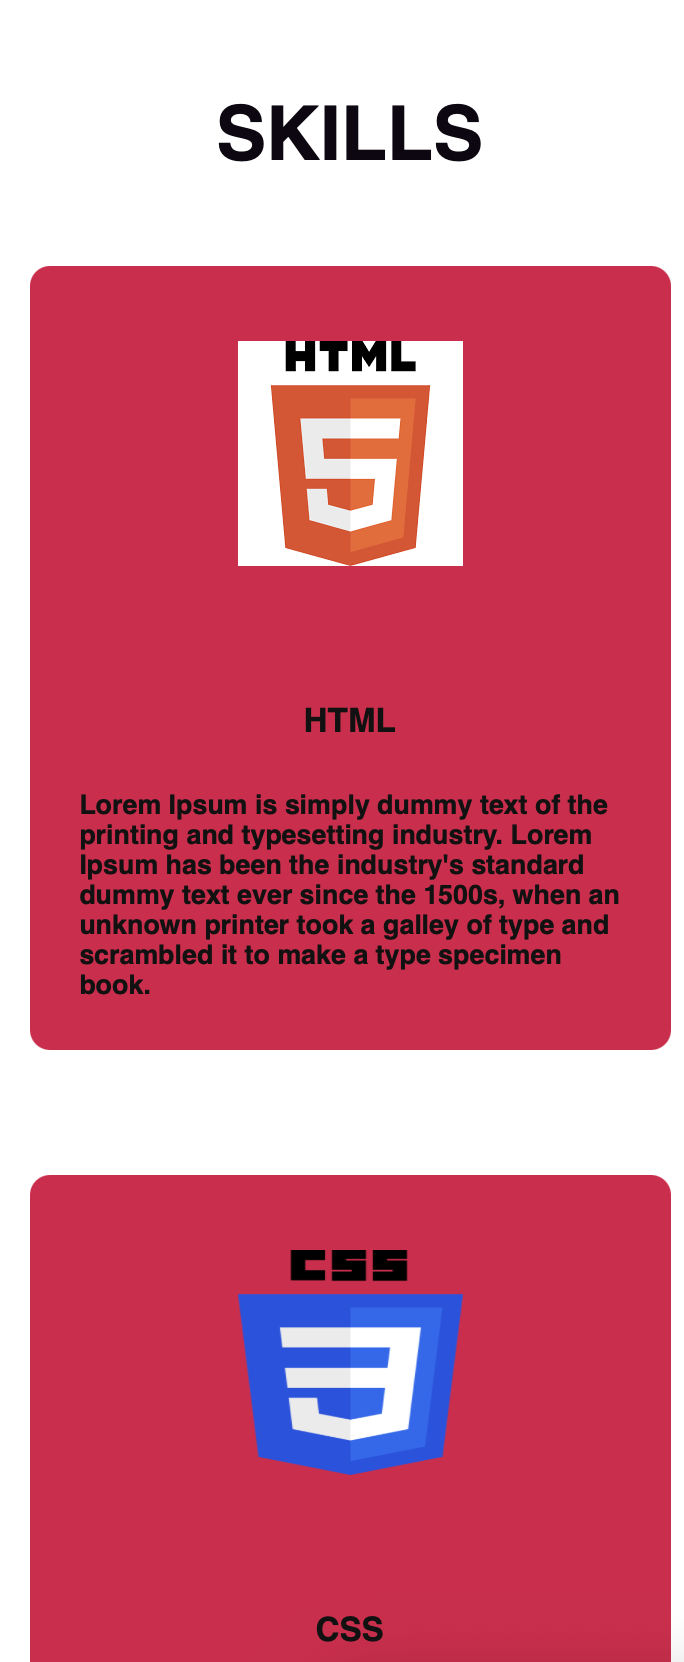 SKILLS
HTML
5
HTML
Lorem Ipsum is simply dummy text of the
printing and typesetting industry. Lorem
Ipsum has been the industry's standard
dummy text ever since the 1500s, when an
unknown printer took a galley of type and
scrambled it to make a type specimen
book.
CSS
3
CSS